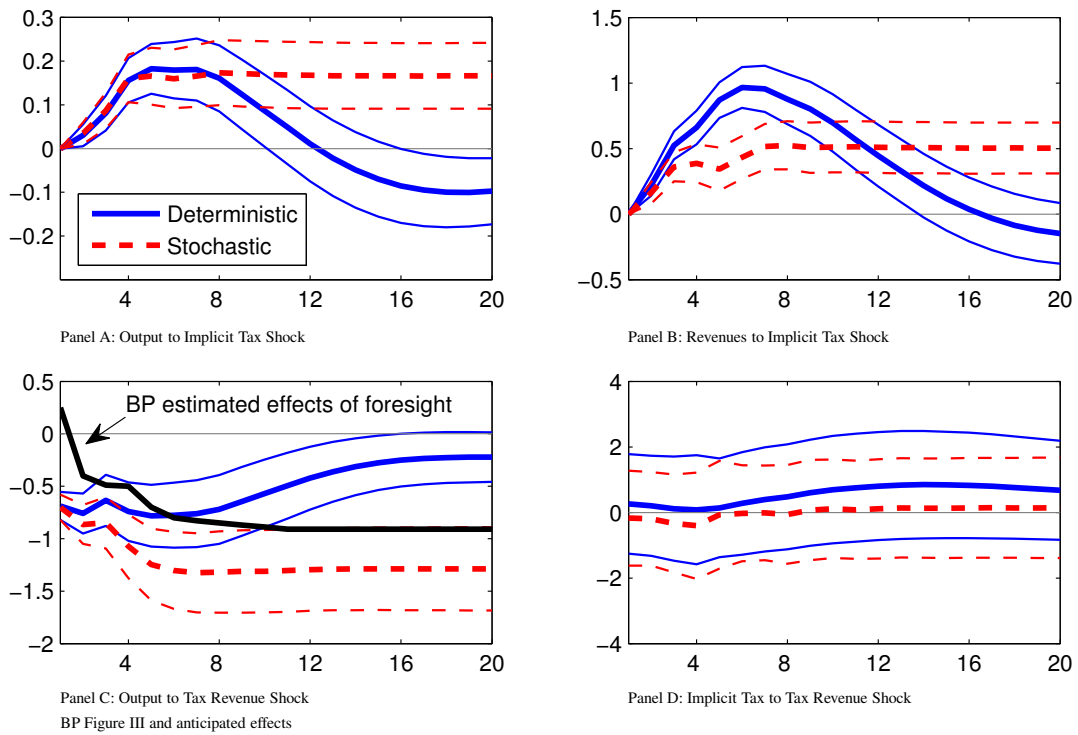 0.3
0.2
0.1
0
−0.1
−0.2
Deterministic
Stochastic
4 8 12 16 20
Panel A: Output to Implicit Tax Shock
1.5
1
0.5
0
−0.5
4 8 12 16 20
Panel B: Revenues to Implicit Tax Shock
0.5
0
−0.5
−1
−1.5
−2
BP estimated effects of foresight
4 8 12 16 20
Panel C: Output to Tax Revenue Shock
BP Figure III and anticipated effects
4
2
0
−2
−4
4 8 12 16 20
Panel D: Implicit Tax to Tax Revenue Shock